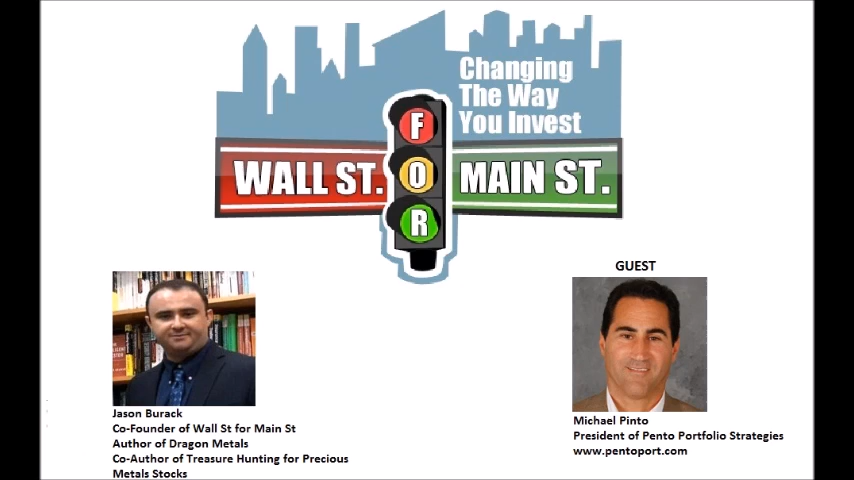 Changing
The Way
You Invest
WALL ST. FOR MAIN ST.
GUEST
Jason Burack
Co-Founder of Wall St for Main St
Author of Dragon Metals
Co-Author of Treasure Hunting for Precious
Metals Stocks
Michael Pinto
President of Pento Portfolio Strategies
www.pentoport.com